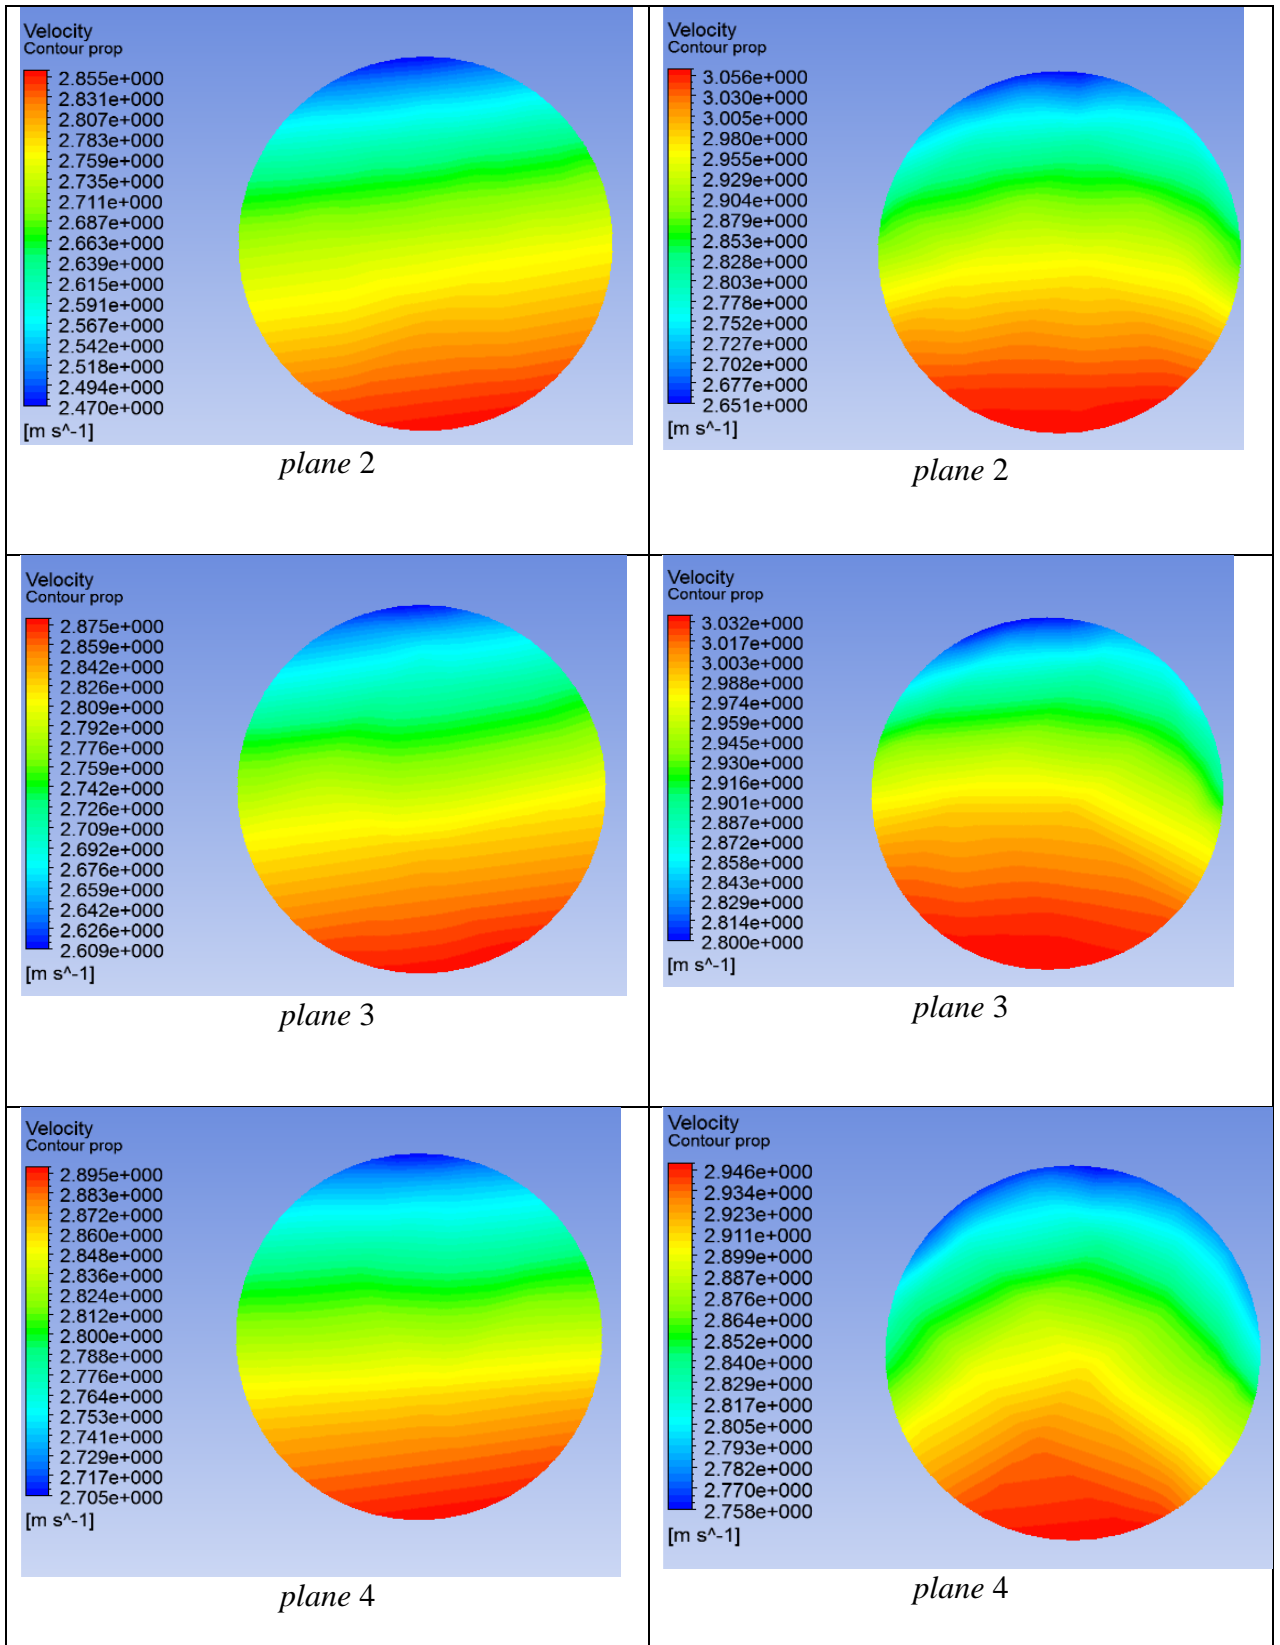 Velocity
Contour prop
2.855e+000
2.831e+000
2.807e+000
2.783e+000
2.759e+000
2.735e+000
2.711e+000
2.687e+000
2.663e+000
2.639e+000
2.615e+000
2.591e+000
2.567e+000
2.542e+000
2.518e+000
2.494e+000
2.470e+000
[m s^-1]
plane 2
Velocity
Contour prop
3.056e+000
3.030e+000
3.005e+000
2.980e+000
2.955e+000
2.929e+000
2.904e+000
2.879e+000
2.853e+000
2.828e+000
2.803e+000
2.778e+000
2.752e+000
2.727e+000
2.702e+000
2.677e+000
2.651e+000
[m s^-1]
plane 2
Velocity
Contour prop
2.875e+000
2.859e+000
2.842e+000
2.826e+000
2.809e+000
2.792e+000
2.776e+000
2.759e+000
2.742e+000
2.726e+000
2.709e+000
2.692e+000
2.676e+000
2.659e+000
2.642e+000
2.626e+000
2.609e+000
[m s^-1]
plane 3
Velocity
Contour prop
3.032e+000
3.017e+000
3.003e+000
2.988e+000
2.974e+000
2.959e+000
2.945e+000
2.930e+000
2.916e+000
2.901e+000
2.887e+000
2.872e+000
2.858e+000
2.843e+000
2.829e+000
2.814e+000
2.800e+000
[m s^-1]
plane 3
Velocity
Contour prop
2.895e+000
2.883e+000
2.872e+000
2.860e+000
2.848e+000
2.836e+000
2.824e+000
2.812e+000
2.800e+000
2.788e+000
2.776e+000
2.764e+000
2.753e+000
2.741e+000
2.729e+000
2.717e+000
2.705e+000
[m s^-1]
plane 4
Velocity
Contour prop
2.946e+000
2.934e+000
2.923e+000
2.911e+000
2.899e+000
2.887e+000
2.876e+000
2.864e+000
2.852e+000
2.840e+000
2.829e+000
2.817e+000
2.805e+000
2.793e+000
2.782e+000
2.770e+000
2.758e+000
[m s^-1]
plane 4